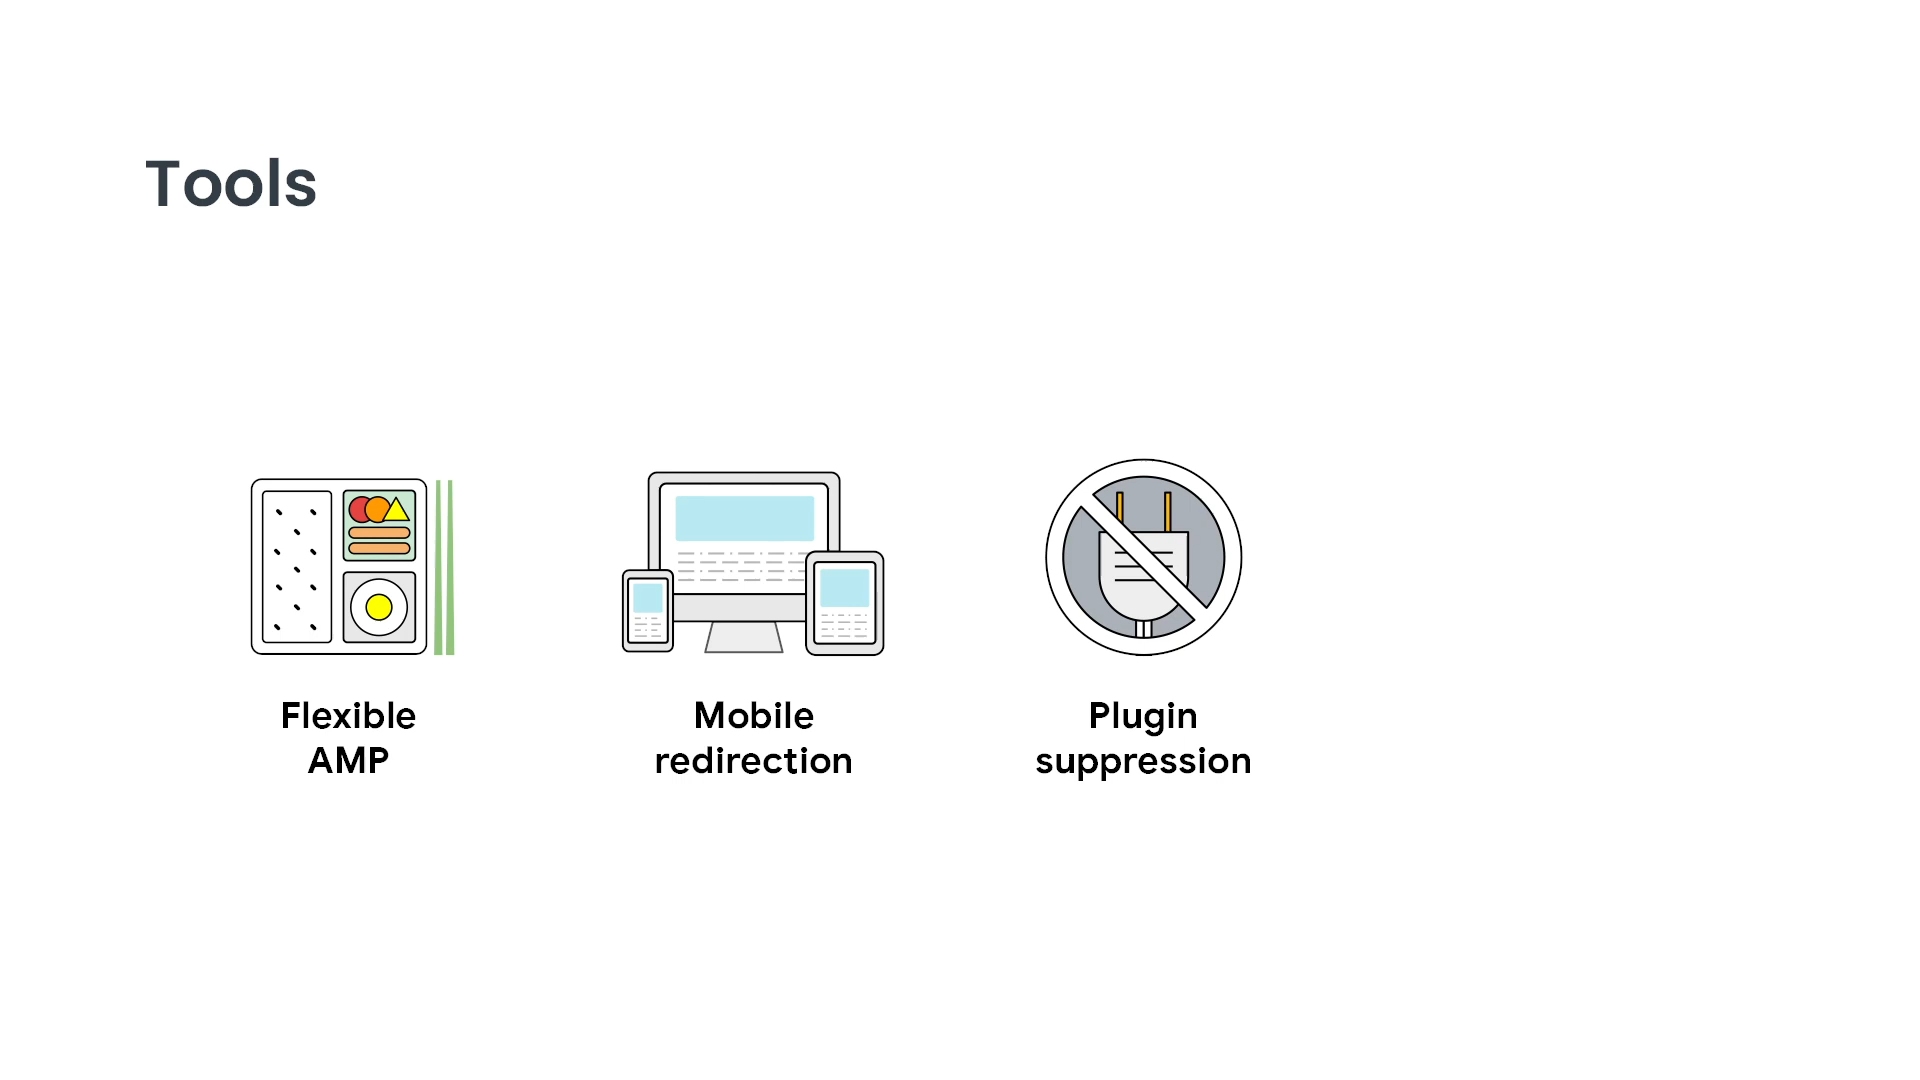 Tools
Flexible
AMP
Mobile
redirection
Plugin
suppression